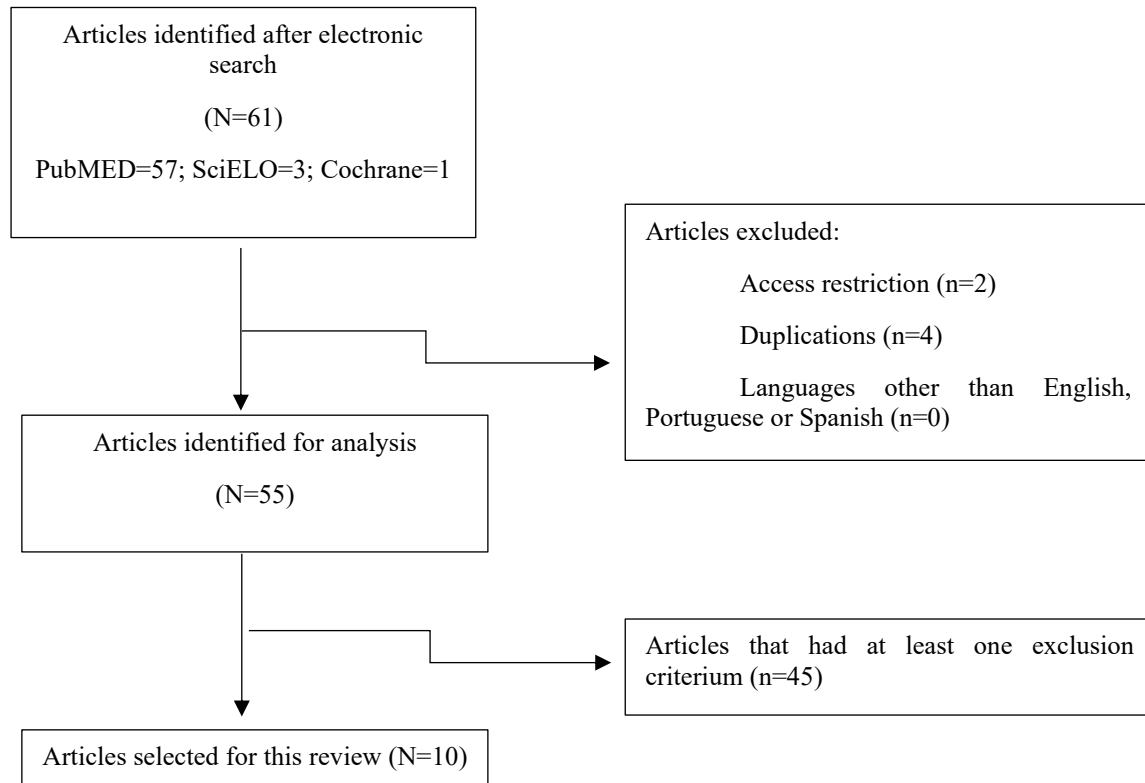 Articles identified after electronic
search
(N=61)
PubMED=57; SciELO=3; Cochrane=1
Articles excluded:
Access restriction (n=2)
Duplications (n=4)
Languages other than English,
Portuguese or Spanish (n=0)
Articles identified for analysis
(N=55)
Articles that had at least one exclusion
criterium (n=45)
Articles selected for this review (N=10)